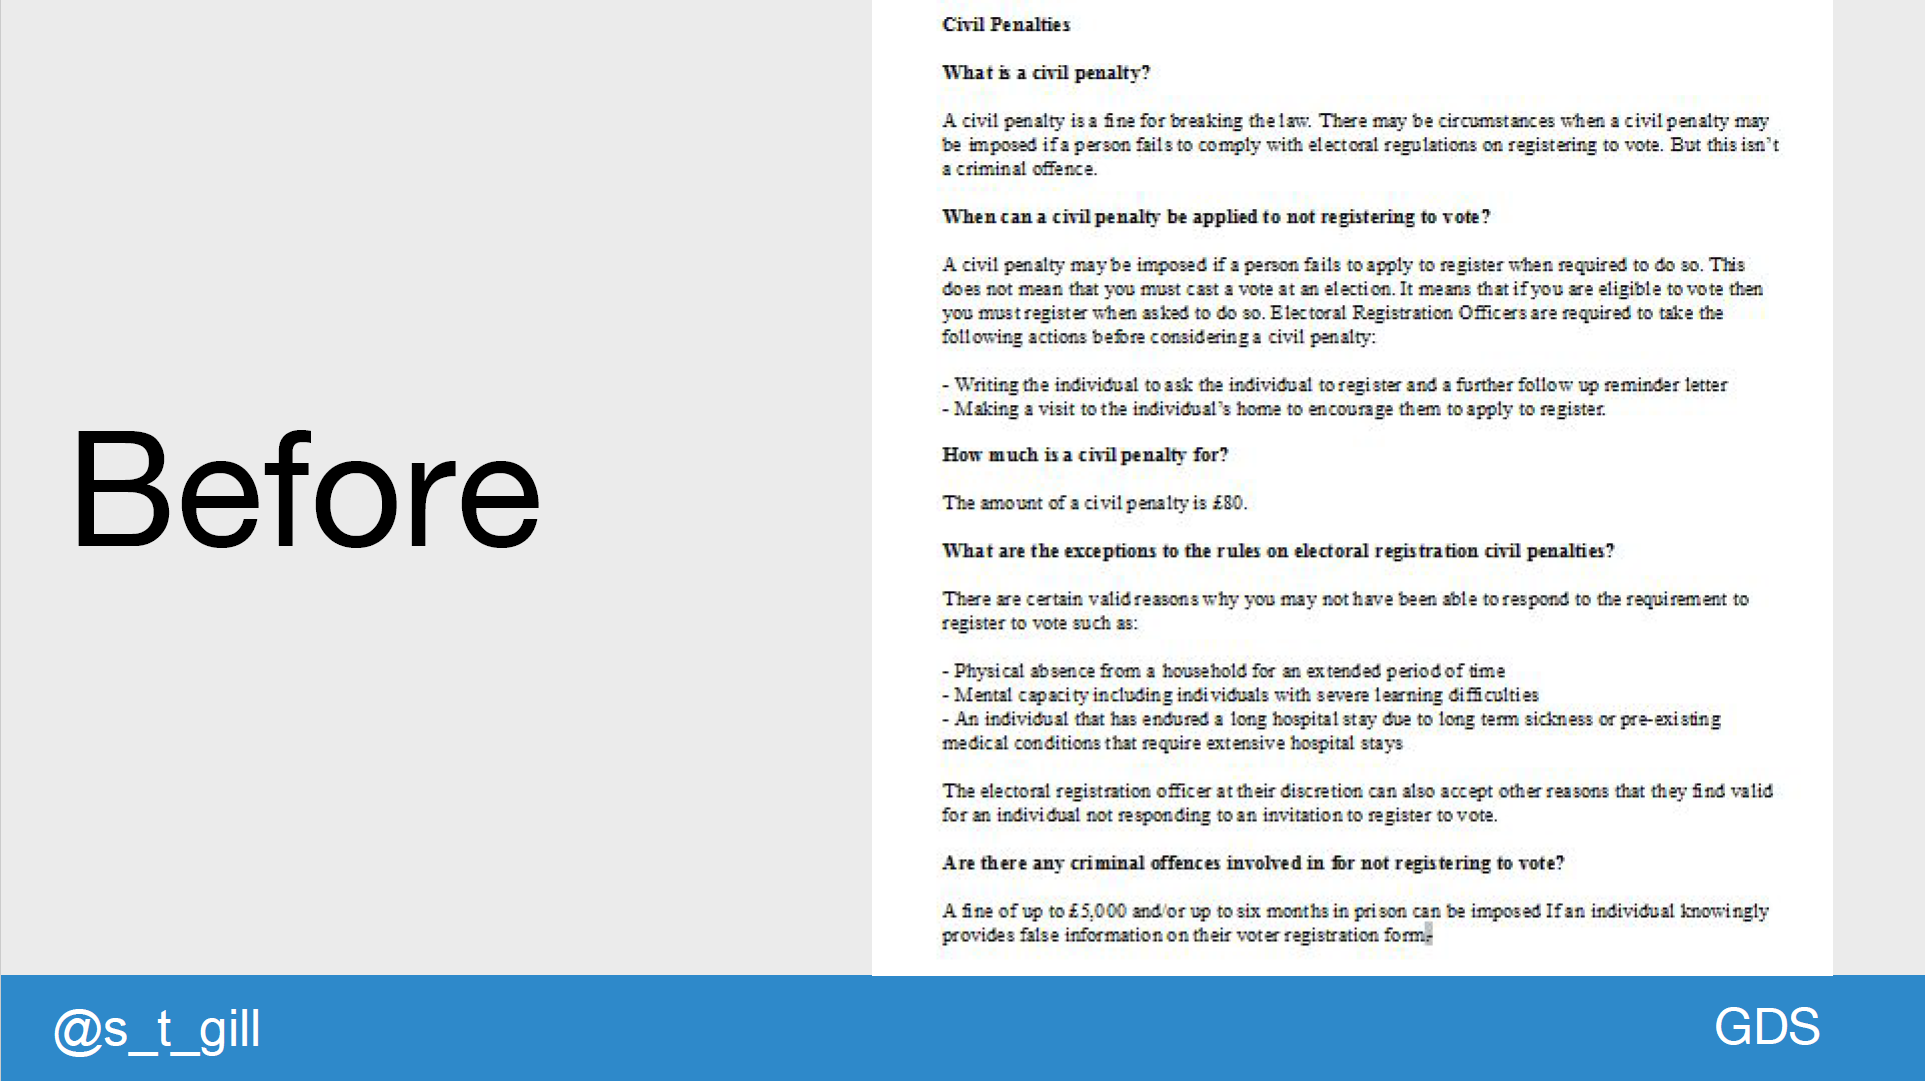 Before
Civil Penalties
What is a civil penalty?
A civil penalty is a fine for breaking the law. There may be circumstances when a civil penalty may
be imposed if a person fails to comply with electoral regulations on registering to vote. But this isn't
a criminal offence.
When can a civil penalty be applied to not registering to vote?
A civil penalty may be imposed if a person fails to apply to register when required to do so. This
does not mean that you must cast a vote at an election. It means that if you are eligible to vote then
you must register when asked to do so. Electoral Registration Officers are required to take the
following actions before considering a civil penalty:
- Writing the individual to ask the individual to register and a further follow up reminder letter
- Making a visit to the individual's home to encourage them to apply to register.
How much is a civil penalty for?
The amount of a civil penalty is £80.
What are the exceptions to the rules on electoral registration civil penalties?
There are certain valid reasons why you may not have been able to respond to the requirement to
register to vote such as:
- Physical absence from a household for an extended period of time
- Mental capacity including individuals with severe learning difficulties
- An individual that has endured a long hospital stay due to long term sickness or pre-existing
medical conditions that require extensive hospital stays
The electoral registration officer at their discretion can also accept other reasons that they find valid
for an individual not responding to an invitation to register to vote.
Are there any criminal offences involved in for not registering to vote?
A fine of up to £5,000 and/or up to six months in prison can be imposed If an individual knowingly
provides false information on their voter registration form.
@s_t_gill
GDS